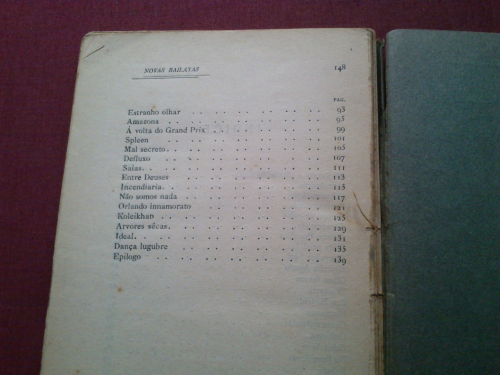 NOVAS BAILATAS 148
PAG.
Estranho olhar . . . . . . . 93
Amazona . . . . . . . . 95
Á volta do Grand Prix . . . . . . 99
Spleen . . . . . . . . 101
Mal secreto . . . . . . . . 105
Defluxo . . . . . . . . 107
Saias . . . . . . . . 111
Entre Deuses . . . . . . . 113
Incendiaria . . . . . . . . 115
Não somos nada . . . . . . . 117
Orlando innamorato . . . . . . 121
Koleikhab . . . . . . . . 125
Arvores sêcas . . . . . . . . 129
Ideal . . . . . . . . . 131
Dança lugubre . . . . . . . 135
Epilogo . . . . . . . . 139